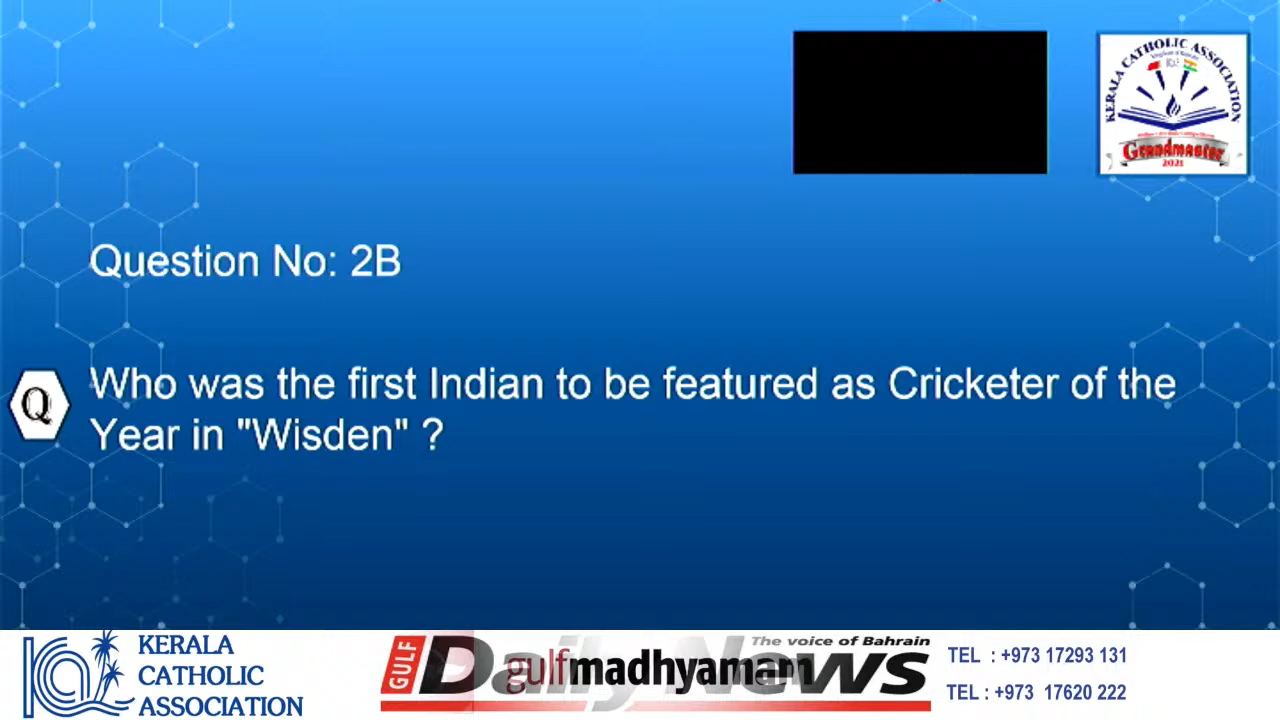 KERALA CATHOLIC ASSOCIATION
Grandmaster
2021
Question No: 2B
Q
Who was the first Indian to be featured as Cricketer of the
Year in "Wisden" ?
KERALA
CATHOLIC
ASSOCIATION
The voice of Bahrain
GULF
Daily News
gulfmadhyamam
TEL : +973 17293 131
TEL : +973 17620 222